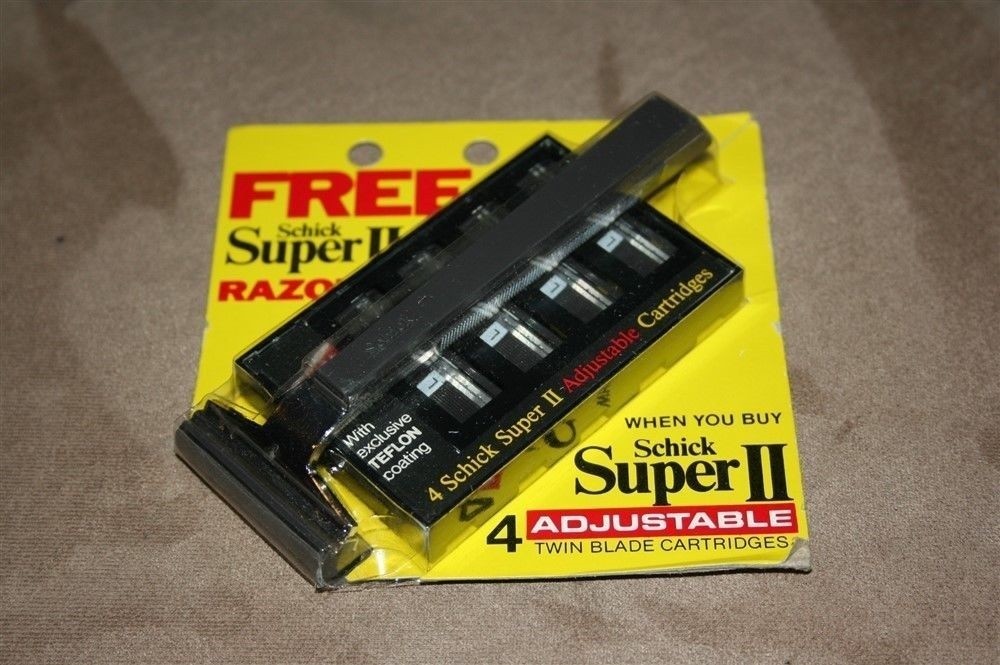 FREE
Schick
Super II
RAZO
Schick
L
L
L
L
With
exclusive
TEFLON
coating
4 Schick Super II Adjustable Cartridges
WHEN YOU BUY
Schick
Super II
4 ADJUSTABLE
TWIN BLADE CARTRIDGES